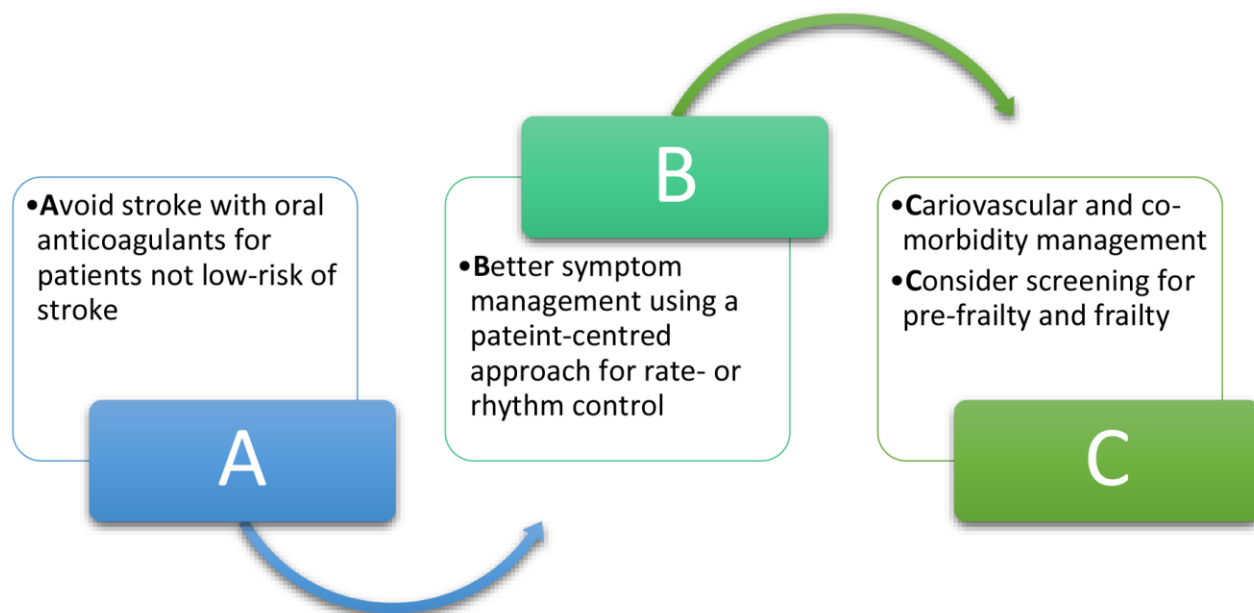 •Avoid stroke with oral
anticoagulants for
patients not low-risk of
stroke
A
B
•Better symptom
management using a
pateint-centred
approach for rate- or
rhythm control
•Cariovascular and co-
morbidity management
•Consider screening for
pre-frailty and frailty
C